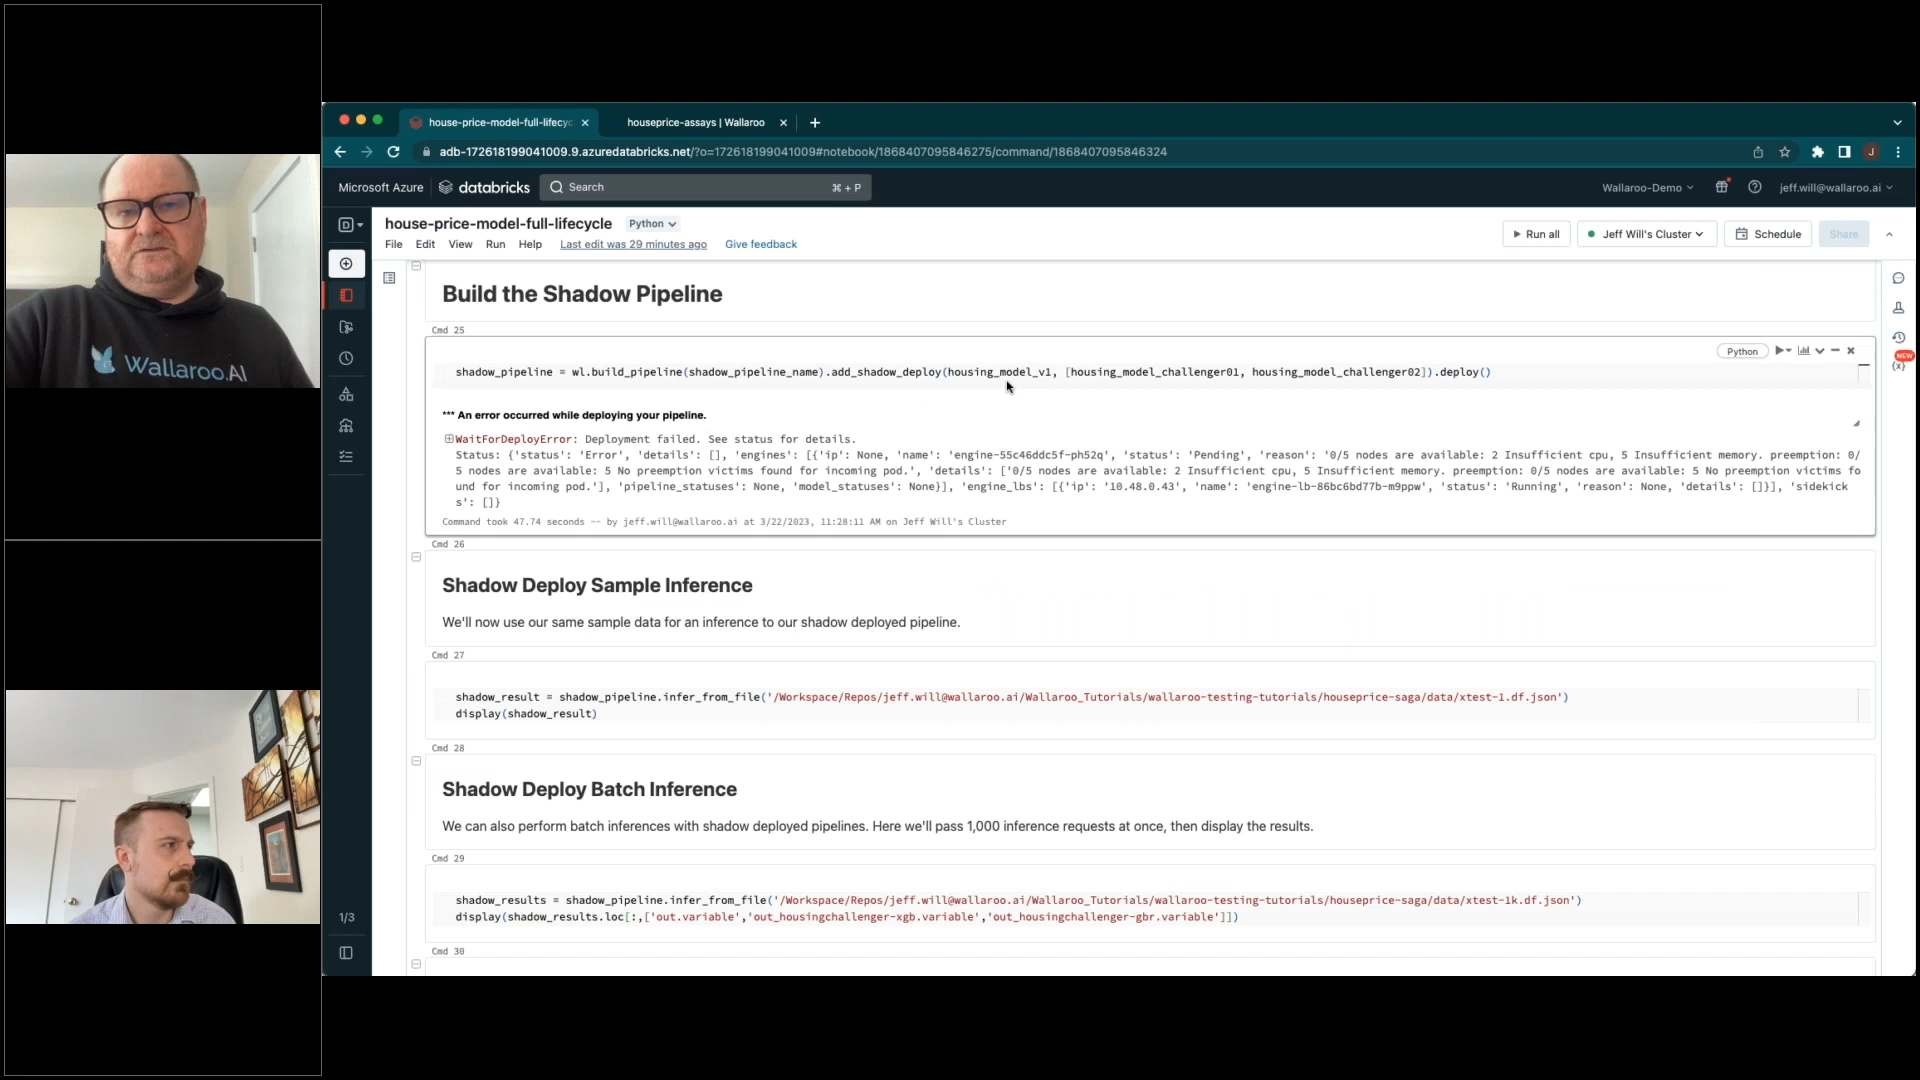 Wallaroo.AI
house-price-model-full-lifecyc
houseprice-assays | Wallaroo
adb-172618199041009.9.azuredatabricks.net/?o=172618199041009#notebook/1868407095846275/command/1868407095846324
J
Microsoft Azure
databricks
Search
⌘ + P
Wallaroo-Demo
jeff.will@wallaroo.ai
D
house-price-model-full-lifecycle
Python
File
Edit
View
Run
Help
Last edit was 29 minutes ago
Give feedback
Run all
Jeff Will's Cluster
Schedule
Share
Build the Shadow Pipeline
Cmd 25
Python
shadow_pipeline = wl.build_pipeline(shadow_pipeline_name).add_shadow_deploy(housing_model_v1, [housing_model_challenger01, housing_model_challenger02]).deploy()
*** An error occurred while deploying your pipeline.
WaitForDeployError: Deployment failed. See status for details.
Status: {'status': 'Error', 'details': [], 'engines': [{'ip': None, 'name': 'engine-55c46ddc5f-ph52q', 'status': 'Pending', 'reason': '0/5 nodes are available: 2 Insufficient cpu, 5 Insufficient memory. preemption: 0/
5 nodes are available: 5 No preemption victims found for incoming pod.', 'details': ['0/5 nodes are available: 2 Insufficient cpu, 5 Insufficient memory. preemption: 0/5 nodes are available: 5 No preemption victims fo
und for incoming pod.'], 'pipeline_statuses': None, 'model_statuses': None}], 'engine_lbs': [{'ip': '10.48.0.43', 'name': 'engine-lb-86bc6bd77b-m9ppw', 'status': 'Running', 'reason': None, 'details': []}], 'sidekick
s': []}
Command took 47.74 seconds -- by jeff.will@wallaroo.ai at 3/22/2023, 11:28:11 AM on Jeff Will's Cluster
Cmd 26
Shadow Deploy Sample Inference
We'll now use our same sample data for an inference to our shadow deployed pipeline.
Cmd 27
shadow_result = shadow_pipeline.infer_from_file('/Workspace/Repos/jeff.will@wallaroo.ai/Wallaroo_Tutorials/wallaroo-testing-tutorials/houseprice-saga/data/xtest-1.df.json')
display(shadow_result)
Cmd 28
Shadow Deploy Batch Inference
We can also perform batch inferences with shadow deployed pipelines. Here we'll pass 1,000 inference requests at once, then display the results.
Cmd 29
shadow_results = shadow_pipeline.infer_from_file('/Workspace/Repos/jeff.will@wallaroo.ai/Wallaroo_Tutorials/wallaroo-testing-tutorials/houseprice-saga/data/xtest-1k.df.json')
display(shadow_results.loc[:,['out.variable','out_housingchallenger-xgb.variable','out_housingchallenger-gbr.variable']])
Cmd 30
1/3
NEW
{x}